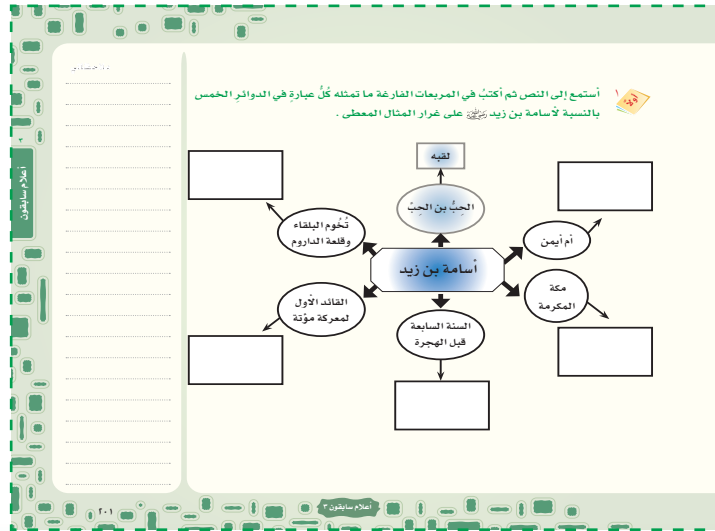 أولاً
أستمع إلى النص ثم أكتبُ في المربعات الفارغة ما تمثله كُلُّ عبارةٍ في الدوائرِ الخمس
بالنسبة لأسامة بن زيد رضي الله عنه على غرار المثال المعطى .
لقبه
الحِبُّ بن الحِبّ
أم أيمن
تُخُوم البلقاء
وقلعة الداروم
أسامة بن زيد
مكة
المكرمة
القائد الأول
لمعركة مؤتة
السنة السابعة
قبل الهجرة
٣
أعلام سابقون
أعلام سابقون ٣
٢٠١